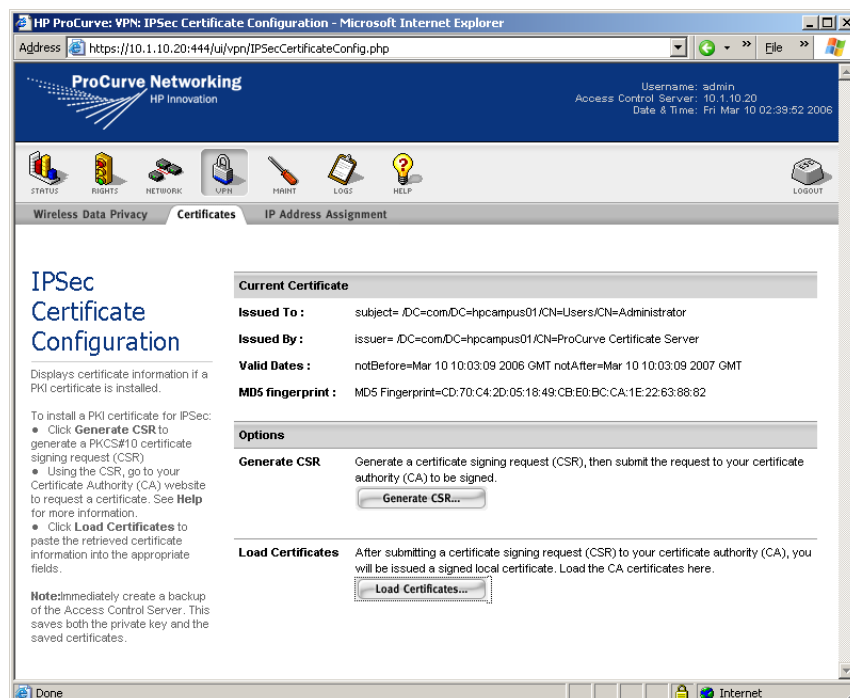 HP ProCurve: VPN: IPSec Certificate Configuration - Microsoft Internet Explorer
Address https://10.1.10.20:444/ui/vpn/IPSecCertificateConfig.php » File »
ProCurve Networking
HP Innovation
Username: admin
Access Control Server: 10.1.10.20
Date & Time: Fri Mar 10 02:39:52 2006
STATUS RIGHTS NETWORK VPN MAINT LOGS HELP LOGOUT
Wireless Data Privacy Certificates IP Address Assignment
IPSec
Certificate
Configuration
Displays certificate information if a
PKI certificate is installed.
To install a PKI certificate for IPSec:
● Click Generate CSR to
generate a PKCS#10 certificate
signing request (CSR)
● Using the CSR, go to your
Certificate Authority (CA) website
to request a certificate. See Help
for more information.
● Click Load Certificates to
paste the retrieved certificate
information into the appropriate
fields.
Note:Immediately create a backup
of the Access Control Server. This
saves both the private key and the
saved certificates.
Current Certificate
Issued To : subject= /DC=com/DC=hpcampus01/CN=Users/CN=Administrator
Issued By : issuer= /DC=com/DC=hpcampus01/CN=ProCurve Certificate Server
Valid Dates : notBefore=Mar 10 10:03:09 2006 GMT notAfter=Mar 10 10:03:09 2007 GMT
MD5 fingerprint : MD5 Fingerprint=CD:70:C4:2D:05:18:49:CB:E0:BC:CA:1E:22:63:88:82
Options
Generate CSR Generate a certificate signing request (CSR), then submit the request to your certificate
authority (CA) to be signed.
Generate CSR...
Load Certificates After submitting a certificate signing request (CSR) to your certificate authority (CA), you
will be issued a signed local certificate. Load the CA certificates here.
Load Certificates...
Done Internet